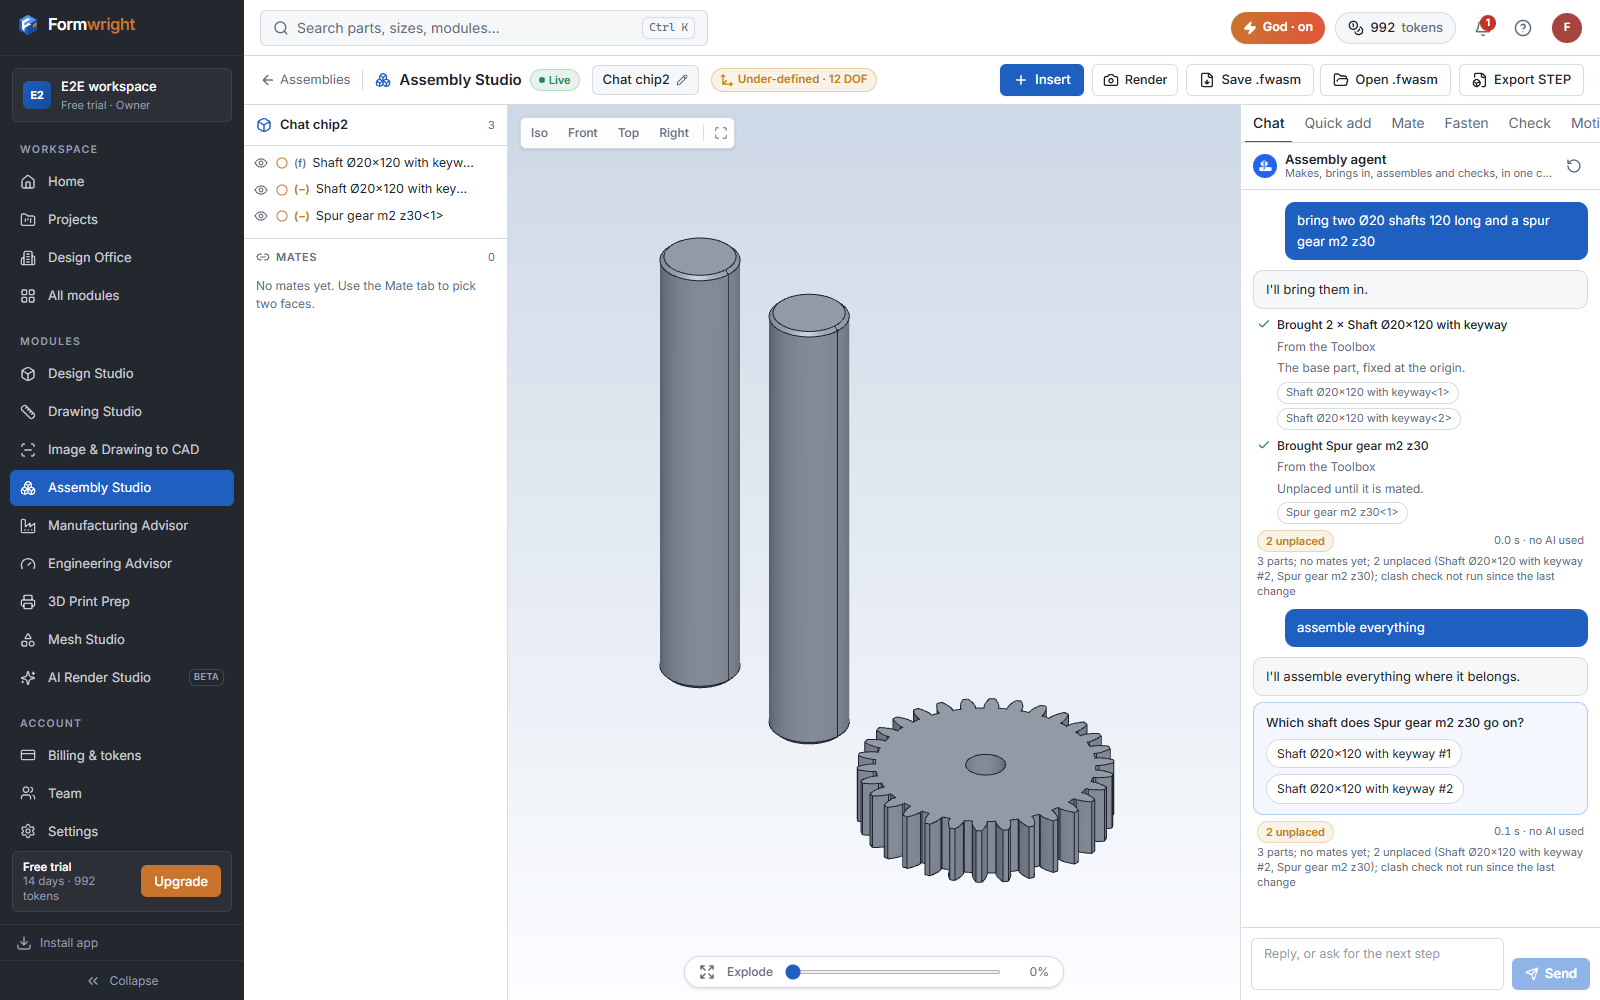 Formwright
Search parts, sizes, modules...
Ctrl K
God · on
992 tokens
1
F
E2
E2E workspace
Free trial · Owner
WORKSPACE
Home
Projects
Design Office
All modules
MODULES
Design Studio
Drawing Studio
Image & Drawing to CAD
Assembly Studio
Manufacturing Advisor
Engineering Advisor
3D Print Prep
Mesh Studio
AI Render Studio
BETA
ACCOUNT
Billing & tokens
Team
Settings
Free trial
14 days · 992
tokens
Upgrade
Install app
Collapse
Assemblies
Assembly Studio
Live
Chat chip2
Under-defined · 12 DOF
Insert
Render
Save .fwasm
Open .fwasm
Export STEP
Chat chip2
3
(f) Shaft Ø20×120 with keyw...
(–) Shaft Ø20×120 with key...
(–) Spur gear m2 z30<1>
MATES
0
No mates yet. Use the Mate tab to pick
two faces.
Iso
Front
Top
Right
Explode
0%
Chat
Quick add
Mate
Fasten
Check
Moti
Assembly agent
Makes, brings in, assembles and checks, in one c...
bring two Ø20 shafts 120 long and a spur
gear m2 z30
I'll bring them in.
Brought 2 × Shaft Ø20×120 with keyway
From the Toolbox
The base part, fixed at the origin.
Shaft Ø20×120 with keyway<1>
Shaft Ø20×120 with keyway<2>
Brought Spur gear m2 z30
From the Toolbox
Unplaced until it is mated.
Spur gear m2 z30<1>
2 unplaced
0.0 s · no AI used
3 parts; no mates yet; 2 unplaced (Shaft Ø20×120 with keyway
#2, Spur gear m2 z30); clash check not run since the last
change
assemble everything
I'll assemble everything where it belongs.
Which shaft does Spur gear m2 z30 go on?
Shaft Ø20×120 with keyway #1
Shaft Ø20×120 with keyway #2
2 unplaced
0.1 s · no AI used
3 parts; no mates yet; 2 unplaced (Shaft Ø20×120 with keyway
#2, Spur gear m2 z30); clash check not run since the last
change
Reply, or ask for the next step
Send